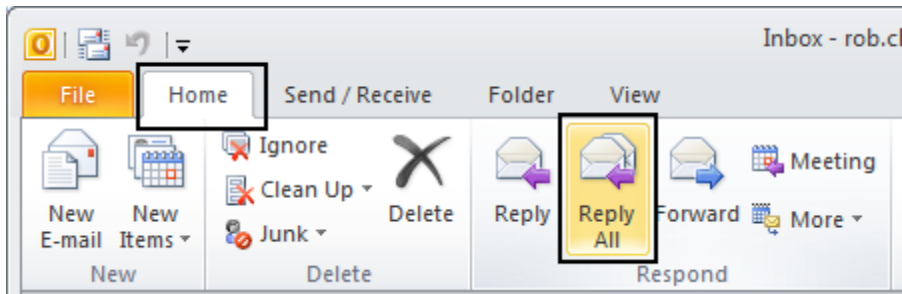 Inbox - rob.cl
File Home Send / Receive Folder View
Ignore
Clean Up
Junk
New E-mail
New Items
Delete
Reply
Reply All
Forward
Meeting
More
New Delete Respond